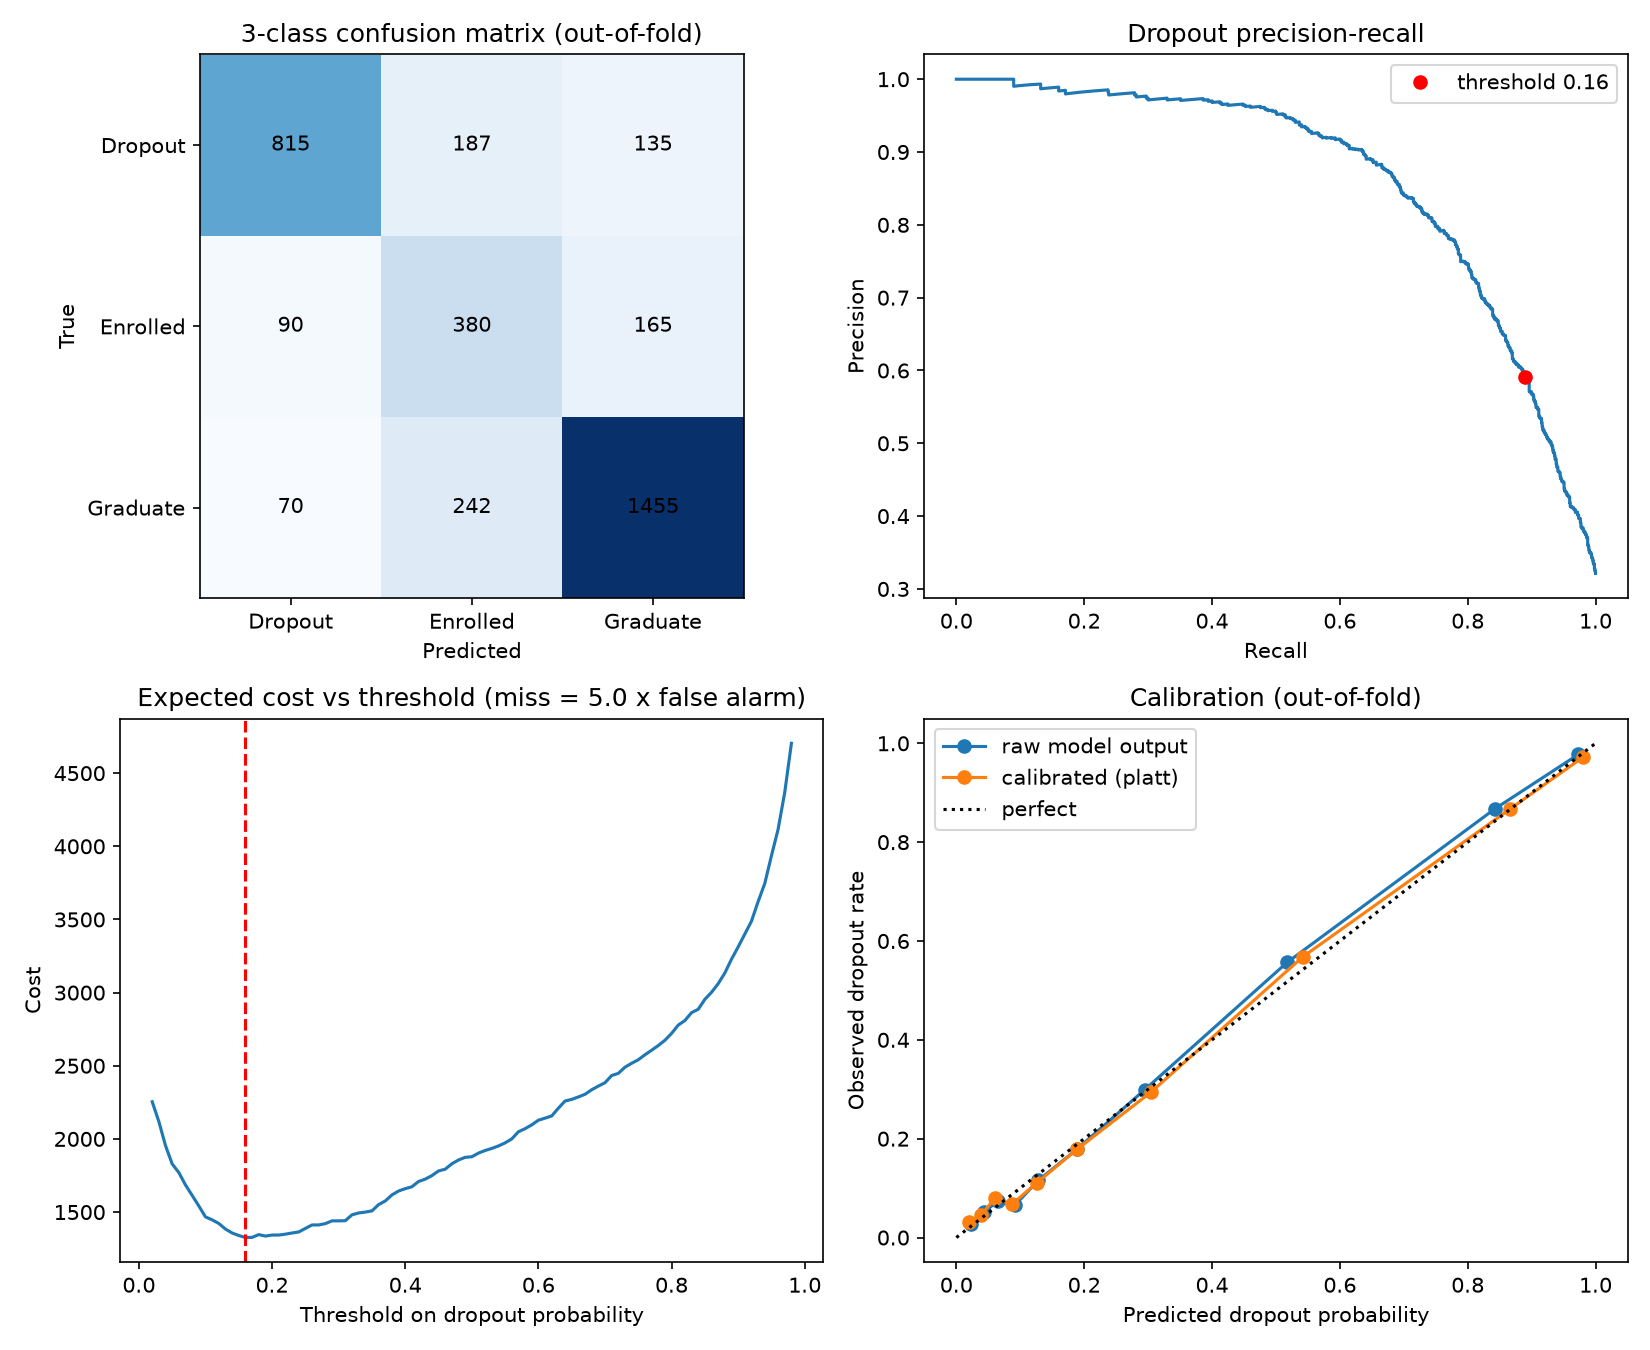 3-class confusion matrix (out-of-fold)
Dropout
Enrolled
Graduate
True
815 187 135
90 380 165
70 242 1455
Dropout Enrolled Graduate
Predicted
Dropout precision-recall
threshold 0.16
Precision
1.0
0.9
0.8
0.7
0.6
0.5
0.4
0.3
0.0 0.2 0.4 0.6 0.8 1.0
Recall
Expected cost vs threshold (miss = 5.0 x false alarm)
Cost
4500
4000
3500
3000
2500
2000
1500
0.0 0.2 0.4 0.6 0.8 1.0
Threshold on dropout probability
Calibration (out-of-fold)
raw model output
calibrated (platt)
perfect
Observed dropout rate
1.0
0.8
0.6
0.4
0.2
0.0
0.0 0.2 0.4 0.6 0.8 1.0
Predicted dropout probability